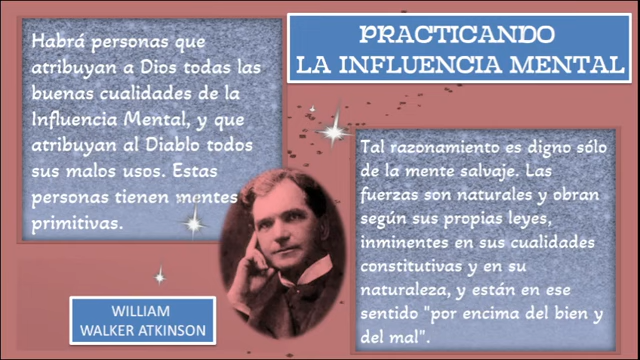 Habrá personas que
atribuyan a Dios todas las
buenas cualidades de la
Influencia Mental, y que
atribuyan al Diablo todos
sus malos usos. Estas
personas tienen mentes
primitivas.
PRACTICANDO
LA INFLUENCIA MENTAL
Tal razonamiento es digno sólo
de la mente salvaje. Las
fuerzas son naturales y obran
según sus propias leyes,
inminentes en sus cualidades
constitutivas y en su
naturaleza, y están en ese
sentido "por encima del bien y
del mal".
WILLIAM
WALKER ATKINSON